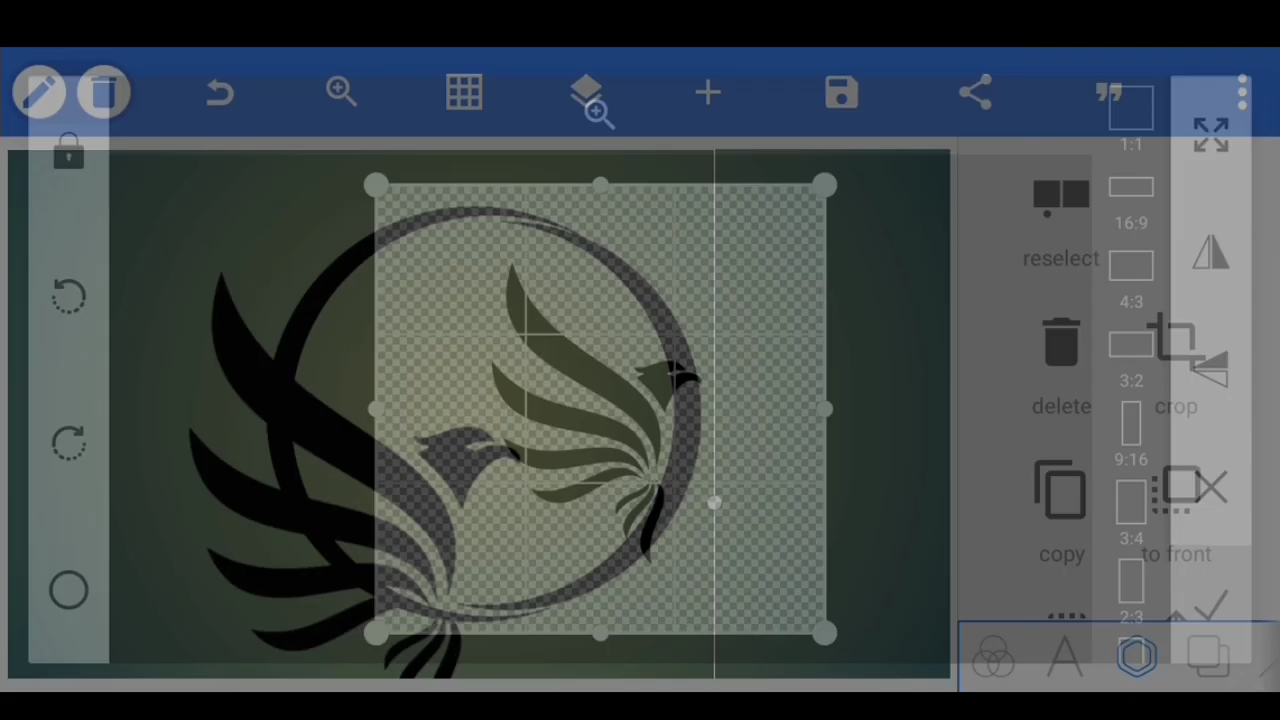 1:1
16:9
reselect
4:3
3:2
delete
crop
9:16
3:4
copy
to front
2:3
A